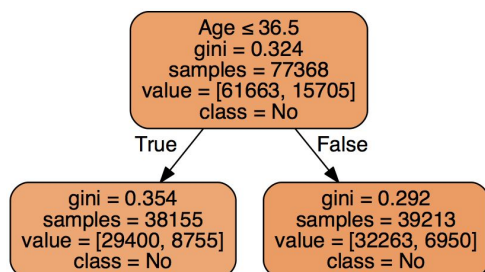 Age ≤ 36.5
gini = 0.324
samples = 77368
value = [61663, 15705]
class = No
True
False
gini = 0.354
samples = 38155
value = [29400, 8755]
class = No
gini = 0.292
samples = 39213
value = [32263, 6950]
class = No